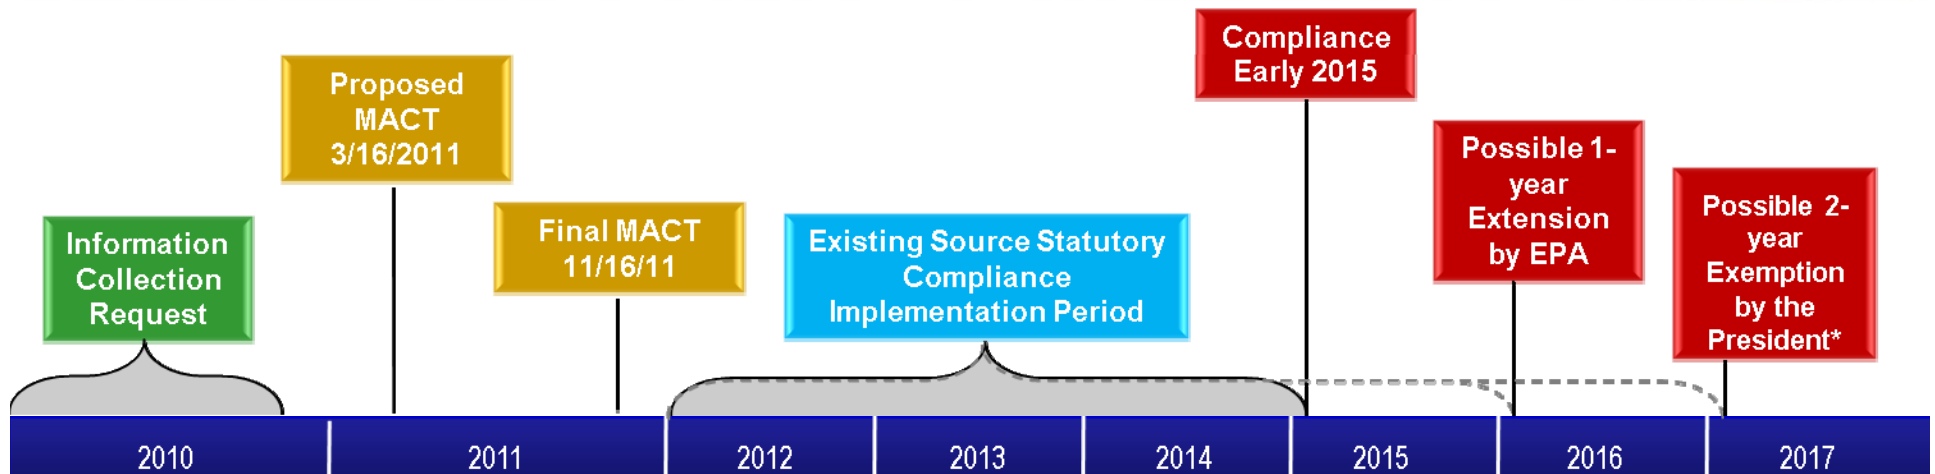 Information
Collection
Request
Proposed
MACT
3/16/2011
Final MACT
11/16/11
Existing Source Statutory
Compliance
Implementation Period
Compliance
Early 2015
Possible 1-
year
Extension
by EPA
Possible 2-
year
Exemption
by the
President*
2010
2011
2012
2013
2014
2015
2016
2017